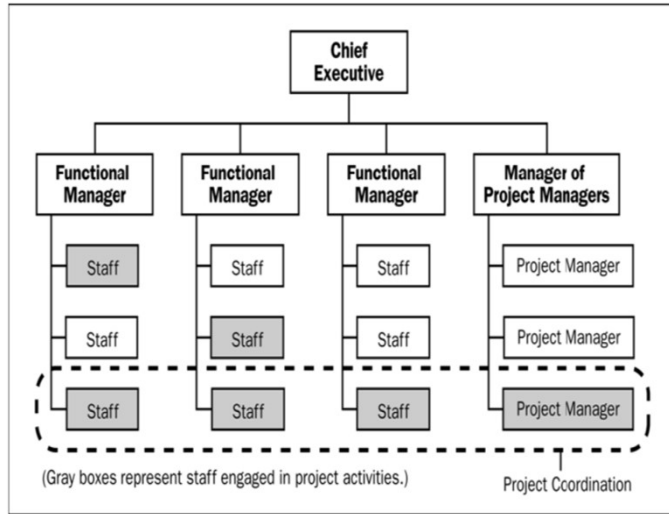 Chief
Executive
Functional
Manager
Functional
Manager
Functional
Manager
Manager of
Project Managers
Staff
Staff
Staff
Project Manager
Staff
Staff
Staff
Project Manager
Staff
Staff
Staff
Project Manager
(Gray boxes represent staff engaged in project activities.)
Project Coordination